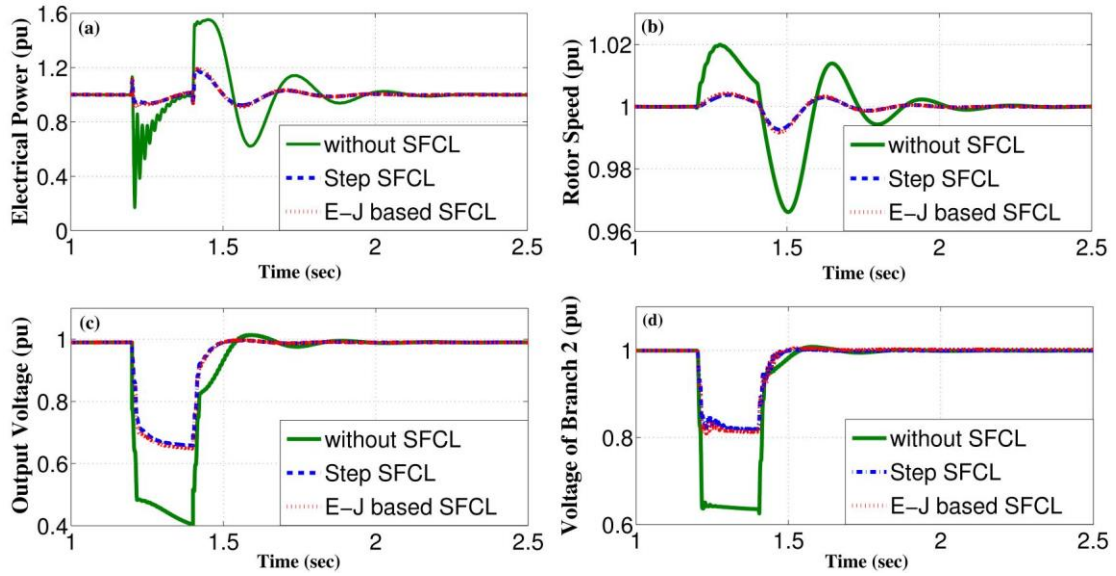 (a)
Electrical Power (pu)
1.6
1.2
0.8
0.4
0
without SFCL
Step SFCL
E-J based SFCL
1
1.5
2
2.5
Time (sec)
(b)
Rotor Speed (pu)
1.02
1
0.98
0.96
without SFCL
Step SFCL
E-J based SFCL
1
1.5
2
2.5
Time (sec)
(c)
Output Voltage (pu)
1
0.8
0.6
0.4
without SFCL
Step SFCL
E-J based SFCL
1
1.5
2
2.5
Time (sec)
(d)
Voltage of Branch 2 (pu)
1
0.8
0.6
without SFCL
Step SFCL
E-J based SFCL
1
1.5
2
2.5
Time (sec)